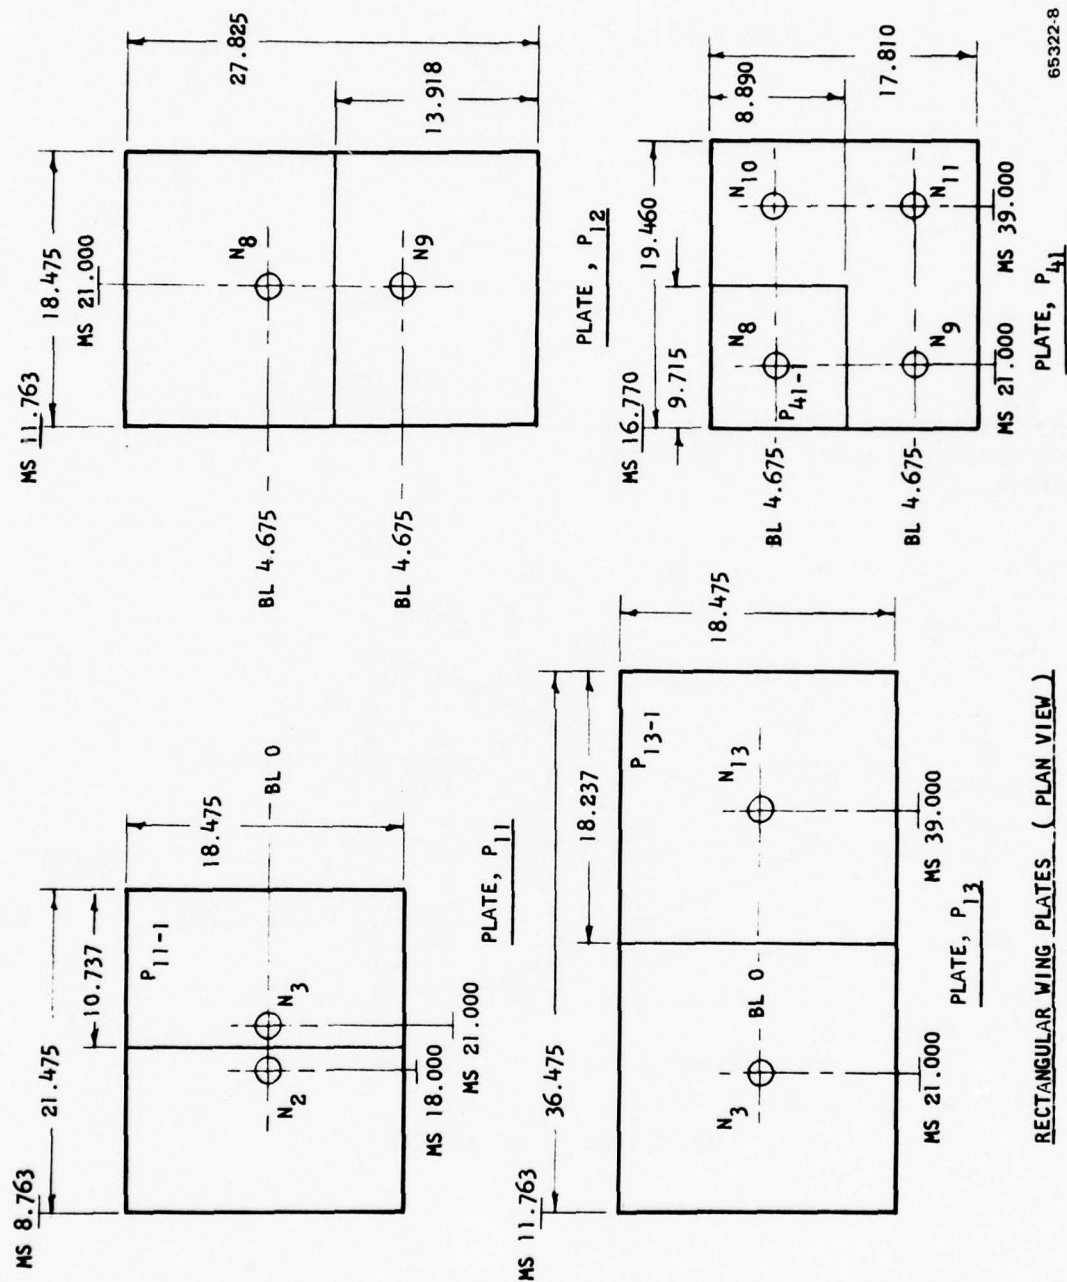 MS 8.763
21.475
10.737
P11-1
18.475
BL 0
N2
N3
MS 18.000
MS 21.000
PLATE, P11
MS 11.763
18.475
MS 21.000
27.825
13.918
N8
N9
BL 4.675
BL 4.675
PLATE, P12
MS 11.763
36.475
18.237
P13-1
18.475
N3
BL 0
N13
MS 21.000
MS 39.000
PLATE, P13
MS 16.770
19.460
9.715
8.890
17.810
N8
N10
P41-1
N9
N11
BL 4.675
BL 4.675
MS 21.000
MS 39.000
PLATE, P41
RECTANGULAR WING PLATES ( PLAN VIEW )
65322-8